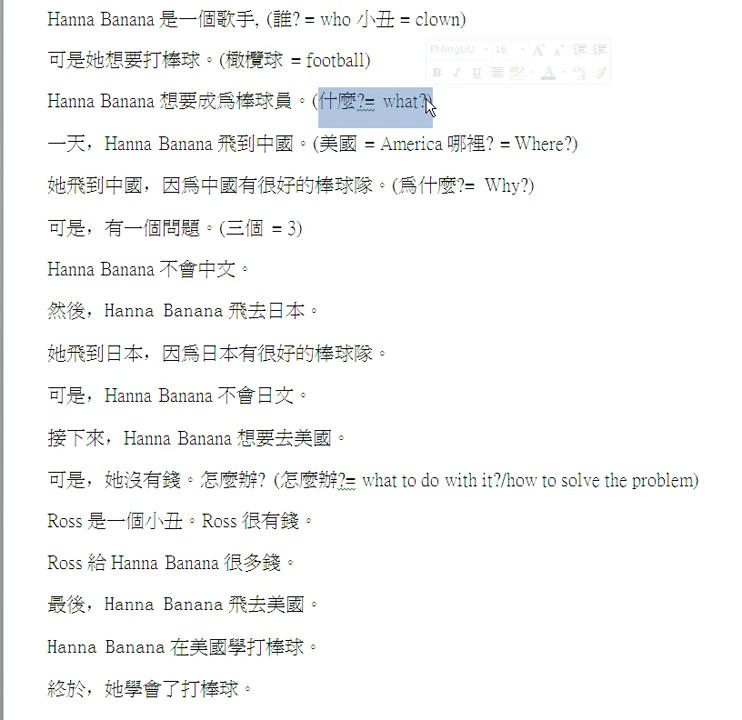 Hanna Banana 是一個歌手, (誰? = who 小丑 = clown)
可是她想要打棒球。(橄欖球 = football)
PMingLiU 16
Hanna Banana 想要成為棒球員。(什麼?= what?)
B I U A
一天，Hanna Banana 飛到中國。(美國 = America 哪裡? = Where?)
她飛到中國，因為中國有很好的棒球隊。(為什麼?= Why?)
可是，有一個問題。(三個 = 3)
Hanna Banana 不會中文。
然後，Hanna Banana 飛去日本。
她飛到日本，因為日本有很好的棒球隊。
可是，Hanna Banana 不會日文。
接下來，Hanna Banana 想要去美國。
可是，她沒有錢。怎麼辦? (怎麼辦?= what to do with it?/how to solve the problem)
Ross 是一個小丑。Ross 很有錢。
Ross 給 Hanna Banana 很多錢。
最後，Hanna Banana 飛去美國。
Hanna Banana 在美國學打棒球。
終於，她學會了打棒球。